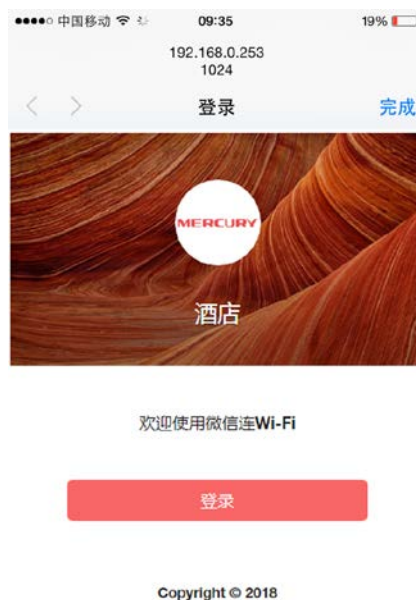 中国移动 09:35 19%
192.168.0.253
1024
登录 完成
MERCURY
酒店
欢迎使用微信连Wi-Fi
登录
Copyright © 2018